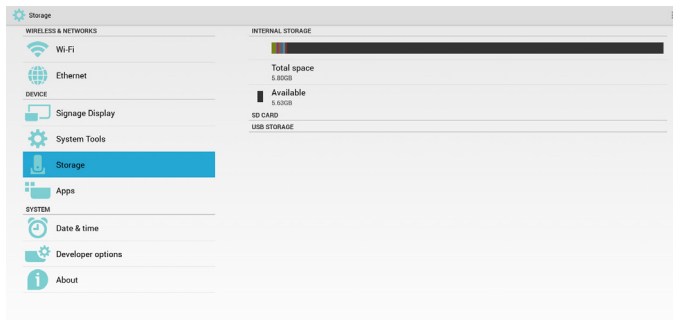 Storage
WIRELESS & NETWORKS
Wi-Fi
Ethernet
DEVICE
Signage Display
System Tools
Storage
Apps
SYSTEM
Date & time
Developer options
About
INTERNAL STORAGE
Total space
5.80GB
Available
5.63GB
SD CARD
USB STORAGE